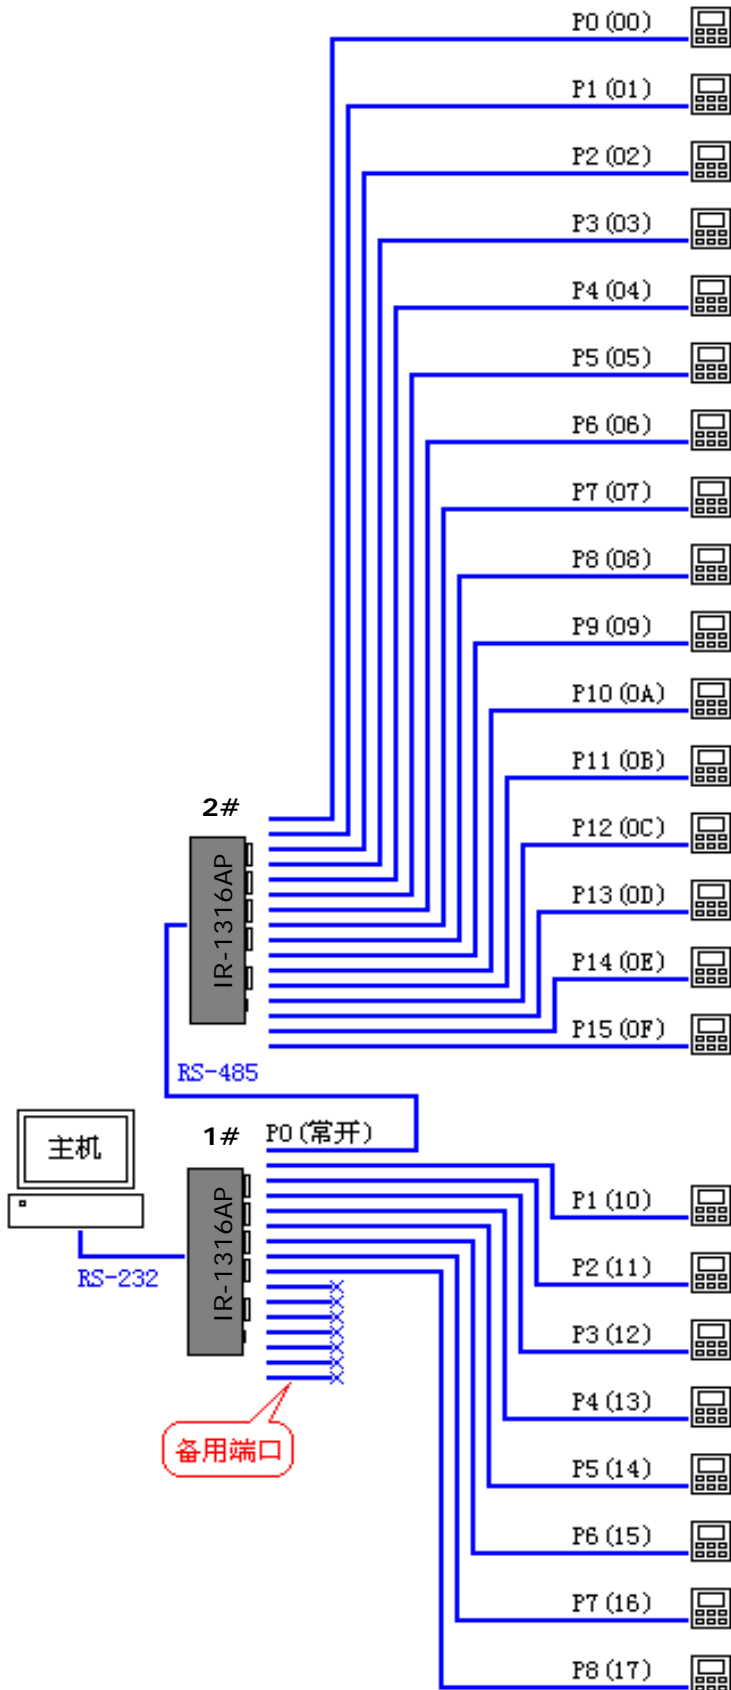 P0(00)
P1(01)
P2(02)
P3(03)
P4(04)
P5(05)
P6(06)
P7(07)
P8(08)
P9(09)
P10(0A)
P11(0B)
2#
P12(0C)
IR-1316AP
P13(0D)
P14(0E)
P15(0F)
RS-485
主机
1#
P0(常开)
IR-1316AP
P1(10)
RS-232
P2(11)
P3(12)
P4(13)
备用端口
P5(14)
P6(15)
P7(16)
P8(17)